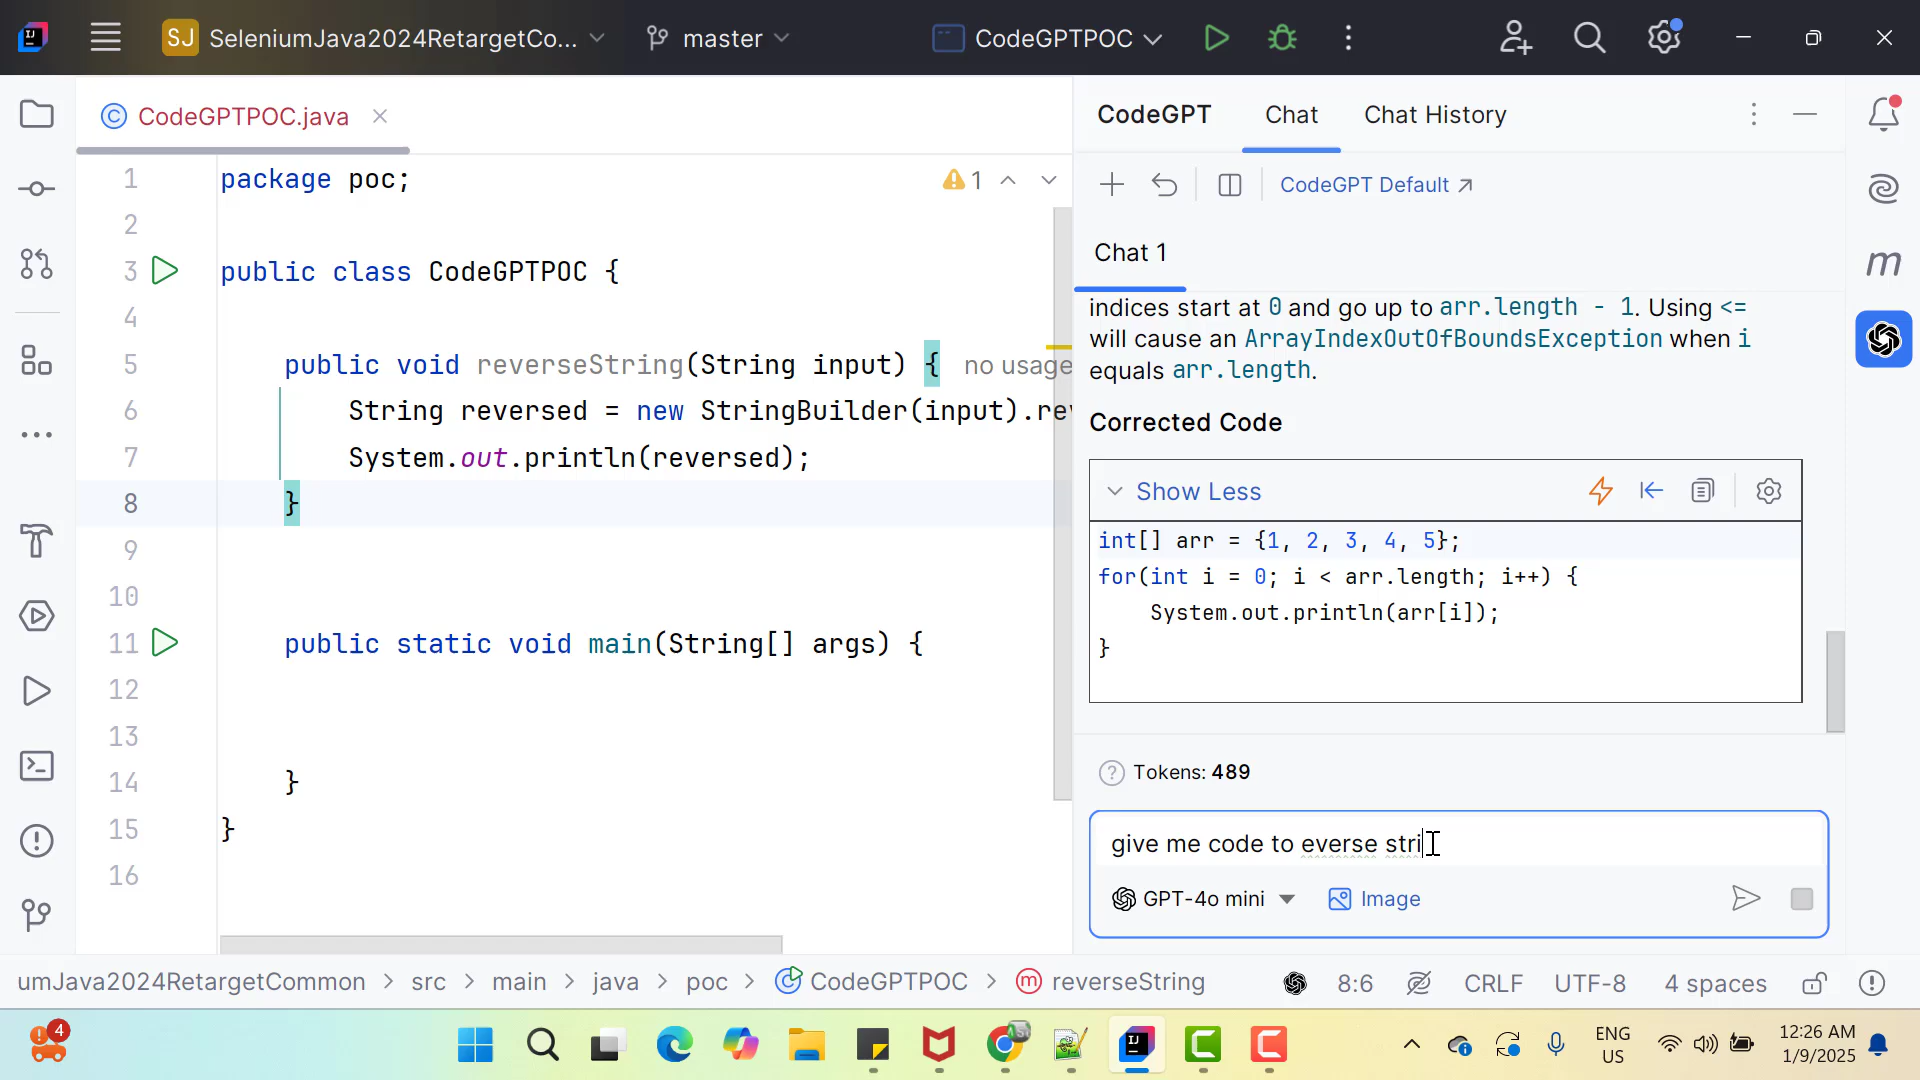 SJ SeleniumJava2024RetargetCo... master CodeGPTPOC
CodeGPTPOC.java
CodeGPT Chat Chat History
1 package poc; 1
2
3 public class CodeGPTPOC {
4
5 public void reverseString(String input) { no usage
6 String reversed = new StringBuilder(input).rev
7 System.out.println(reversed);
8 }
9
10
11 public static void main(String[] args) {
12
13
14 }
15 }
16
CodeGPT Default
Chat 1
indices start at 0 and go up to arr.length - 1. Using <=
will cause an ArrayIndexOutOfBoundsException when i
equals arr.length.
Corrected Code
Show Less
int[] arr = {1, 2, 3, 4, 5};
for(int i = 0; i < arr.length; i++) {
System.out.println(arr[i]);
}
Tokens: 489
give me code to everse stri
GPT-4o mini Image
m
umJava2024RetargetCommon > src > main > java > poc > CodeGPTPOC > reverseString 8:6 CRLF UTF-8 4 spaces
4
ENG
US
12:26 AM
1/9/2025